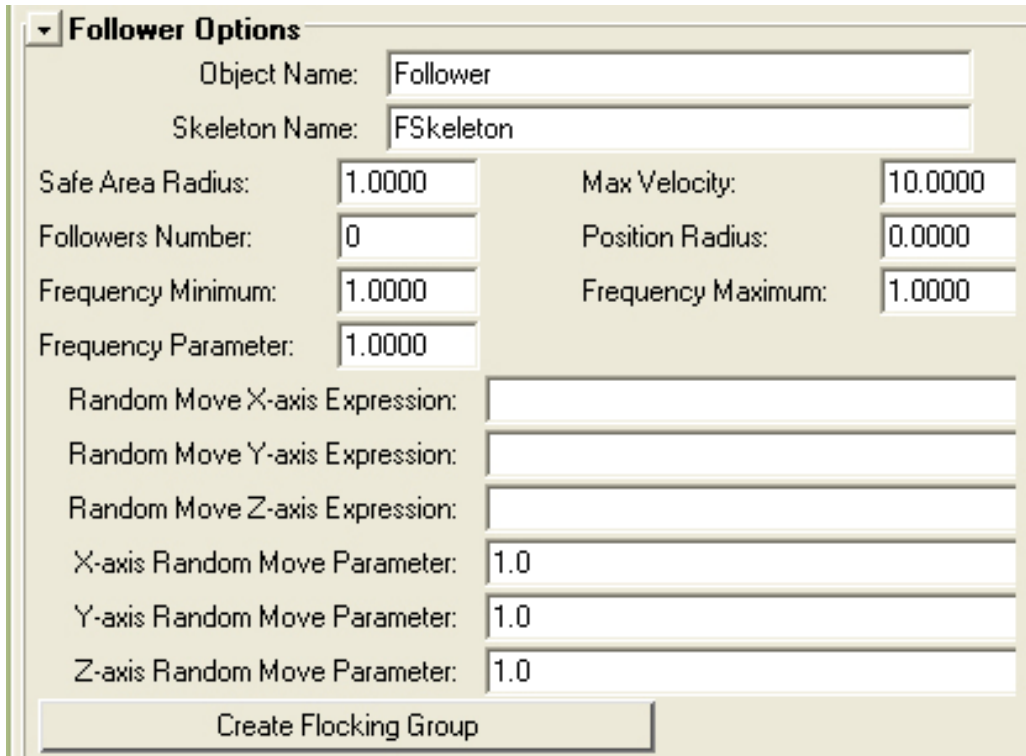 Follower Options
Object Name: Follower
Skeleton Name: FSkeleton
Safe Area Radius: 1.0000 Max Velocity: 10.0000
Followers Number: 0 Position Radius: 0.0000
Frequency Minimum: 1.0000 Frequency Maximum: 1.0000
Frequency Parameter: 1.0000
Random Move X-axis Expression:
Random Move Y-axis Expression:
Random Move Z-axis Expression:
X-axis Random Move Parameter: 1.0
Y-axis Random Move Parameter: 1.0
Z-axis Random Move Parameter: 1.0
Create Flocking Group